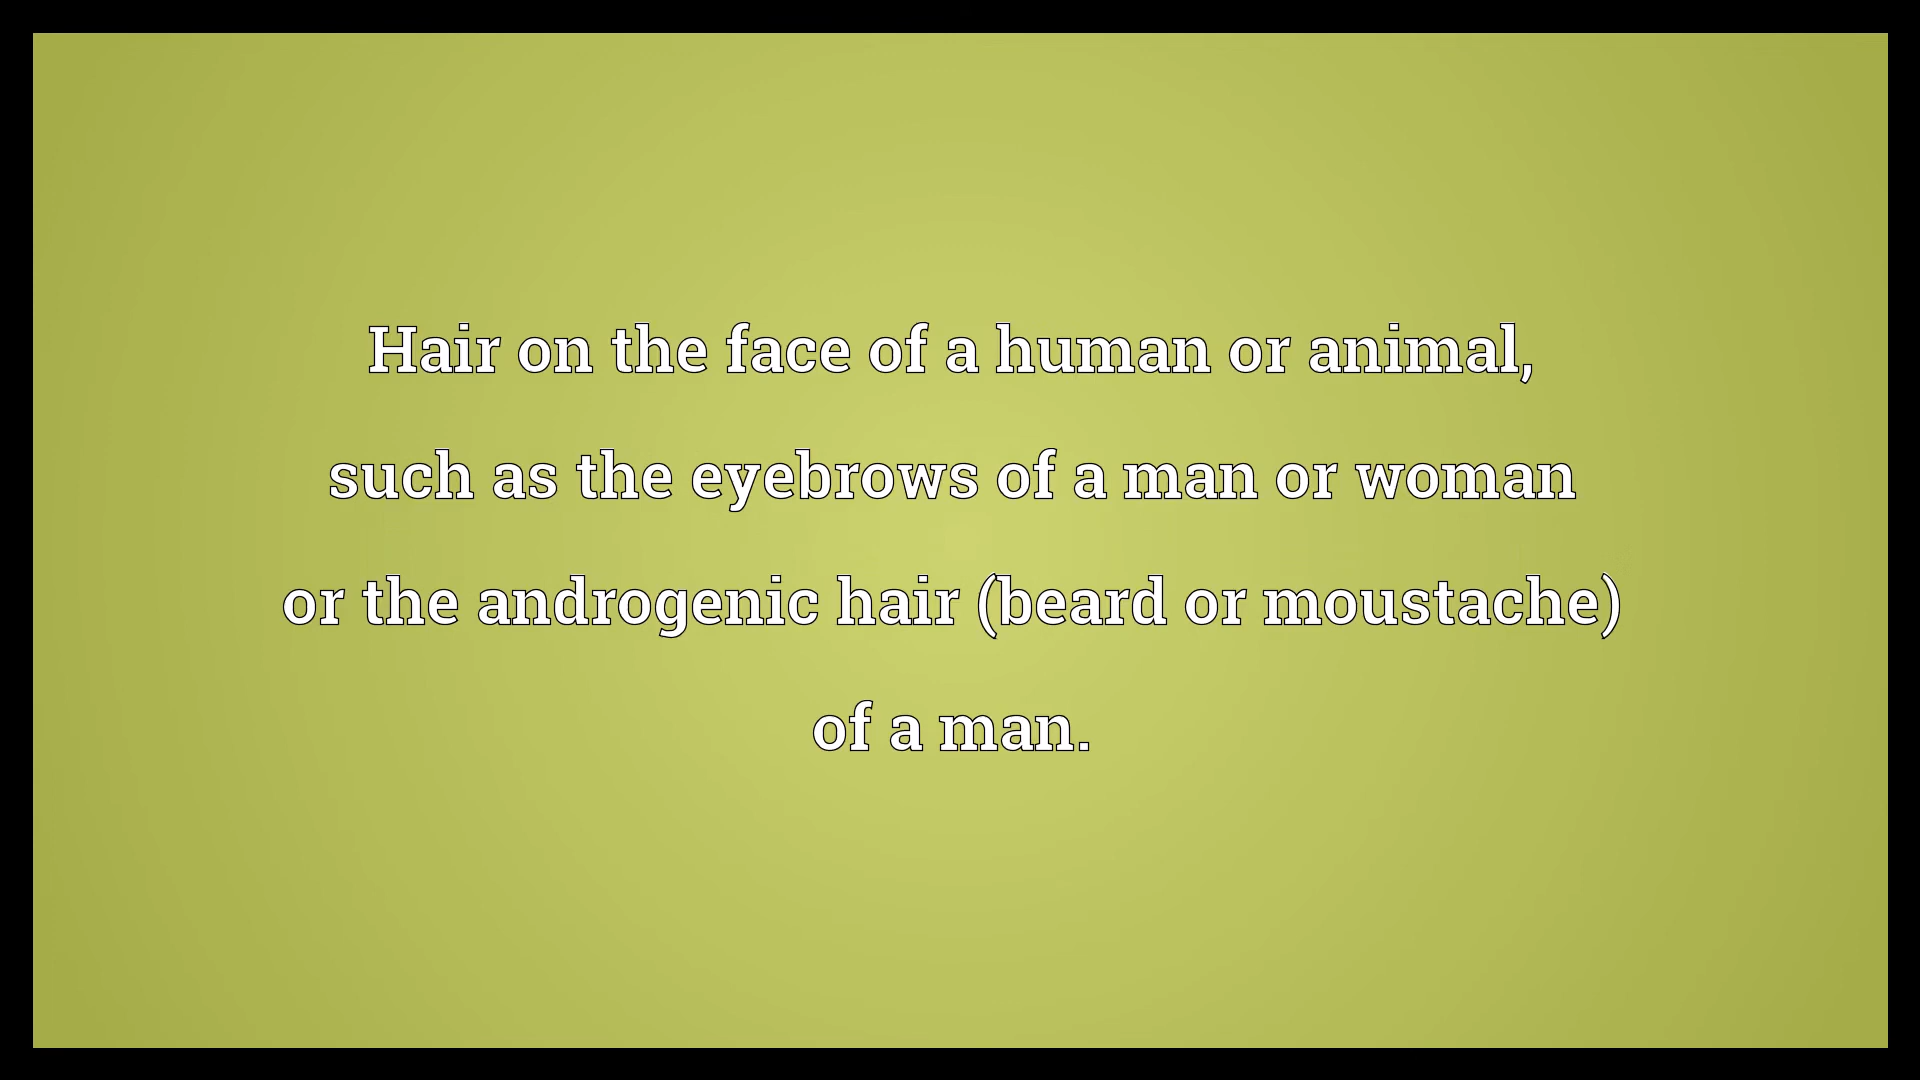 Hair on the face of a human or animal,
such as the eyebrows of a man or woman
or the androgenic hair (beard or moustache)
of a man.